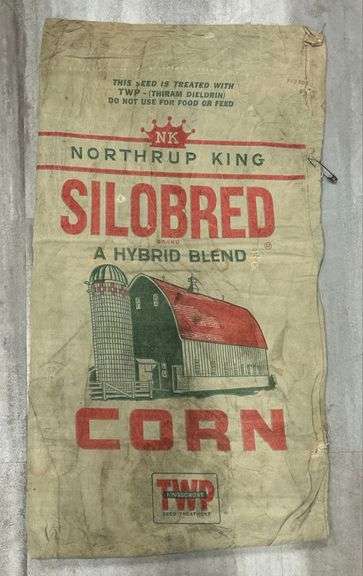 THIS SEED IS TREATED WITH
TWP - (THIRAM DIELDRIN)
DO NOT USE FOR FOOD OR FEED
NK
NORTHRUP KING
SILOBRED
BRAND ®
A HYBRID BLEND
CORN
TWP
SEED TREATMENT